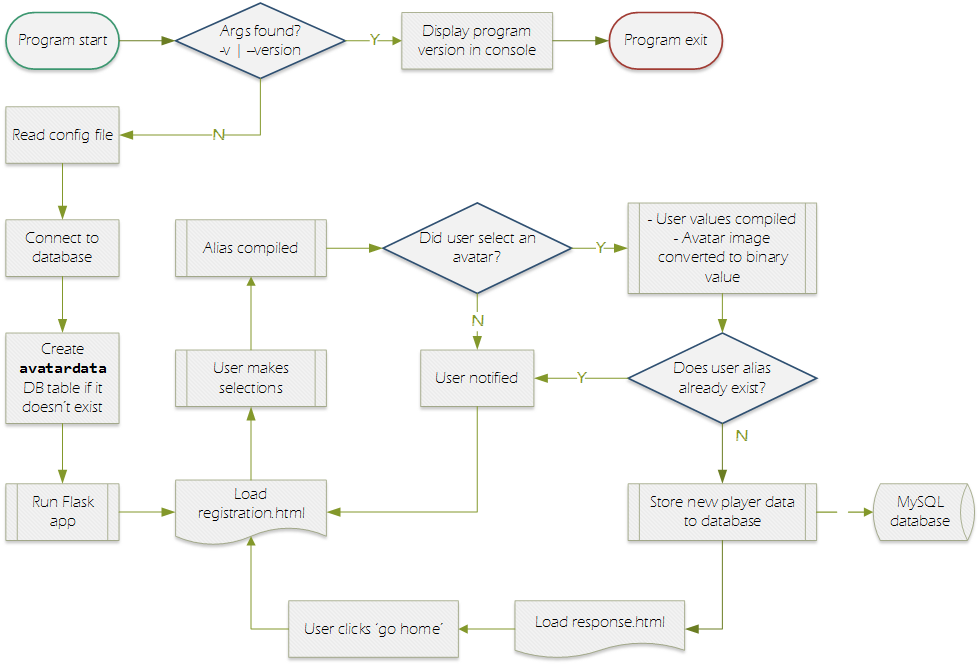 Program start
Args found?
-v | --version
Y
Display program
version in console
Program exit
N
Read config file
Connect to
database
Create
avatardata
DB table if it
doesn't exist
Run Flask
app
Load
registration.html
User makes
selections
Alias compiled
Did user select an
avatar?
Y
N
- User values compiled
- Avatar image
converted to binary
value
Does user alias
already exist?
Y
User notified
N
Store new player data
to database
MySQL
database
Load response.html
User clicks 'go home'